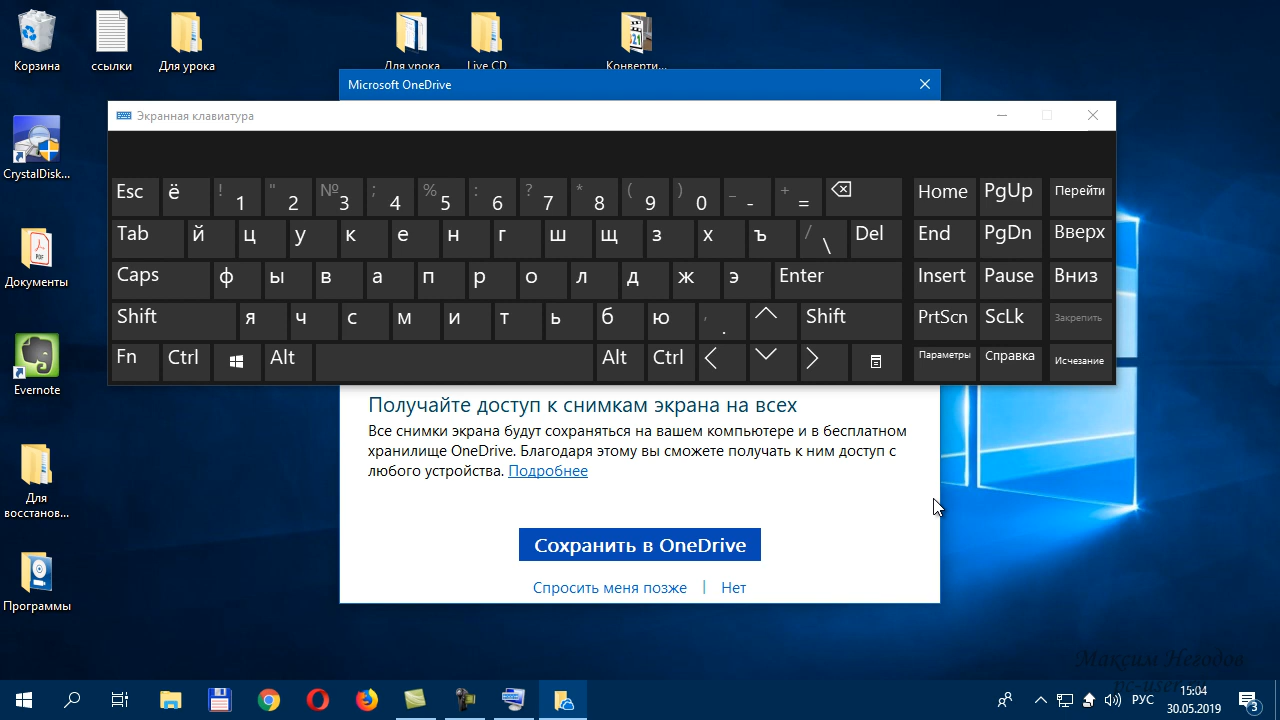 Корзина
ссылки
Для урока
Для урока
Live CD
Конверти...
Microsoft OneDrive
Экранная клавиатура
CrystalDisk...
Документы
Evernote
Для
восстанов...
Программы
Esc ё ! 1 " 2 № 3 ; 4 % 5 : 6 ? 7 * 8 ( 9 ) 0 _ - + = Home PgUp Перейти
Tab й ц у к е н г ш щ з х ъ / \ Del End PgDn Вверх
Caps ф ы в а п р о л д ж э Enter Insert Pause Вниз
Shift я ч с м и т ь б ю , . Shift PrtScn ScLk Закрепить
Fn Ctrl Alt Alt Ctrl Параметры Справка Исчезание
Получайте доступ к снимкам экрана на всех
Все снимки экрана будут сохраняться на вашем компьютере и в бесплатном
хранилище OneDrive. Благодаря этому вы сможете получать к ним доступ с
любого устройства. Подробнее
Сохранить в OneDrive
Спросить меня позже | Нет
Максим Негодов
РУС
15:04
30.05.2019
3